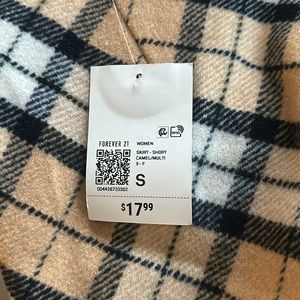 FOREVER 21
WOMEN
SKIRT - SHORT
CAMEL/MULTI
S - F
S
$17.99